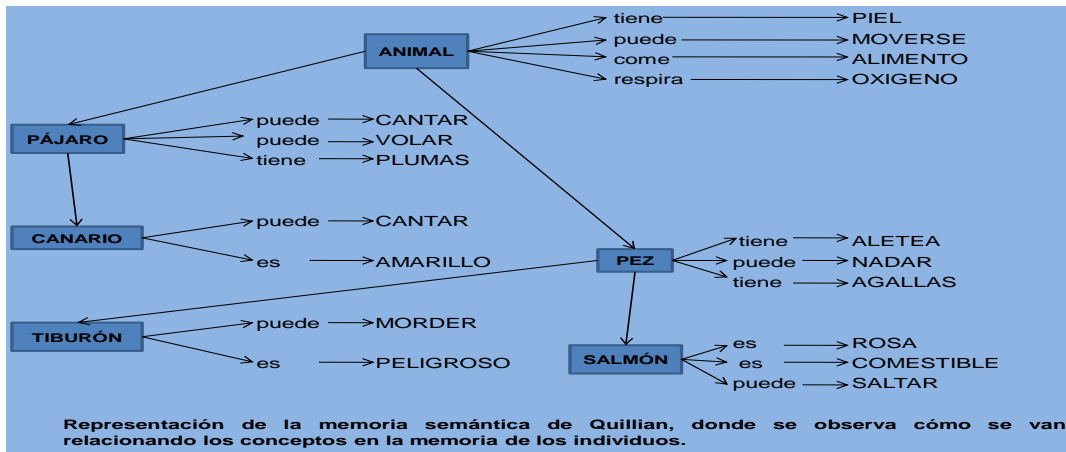 tiene PIEL
ANIMAL puede MOVERSE
come ALIMENTO
respira OXIGENO
puede CANTAR
PÁJARO puede VOLAR
tiene PLUMAS
puede CANTAR
CANARIO
es AMARILLO
tiene ALETEA
PEZ puede NADAR
tiene AGALLAS
puede MORDER
TIBURÓN
es PELIGROSO
es ROSA
SALMÓN es COMESTIBLE
puede SALTAR
Representación de la memoria semántica de Quillian, donde se observa cómo se van
relacionando los conceptos en la memoria de los individuos.